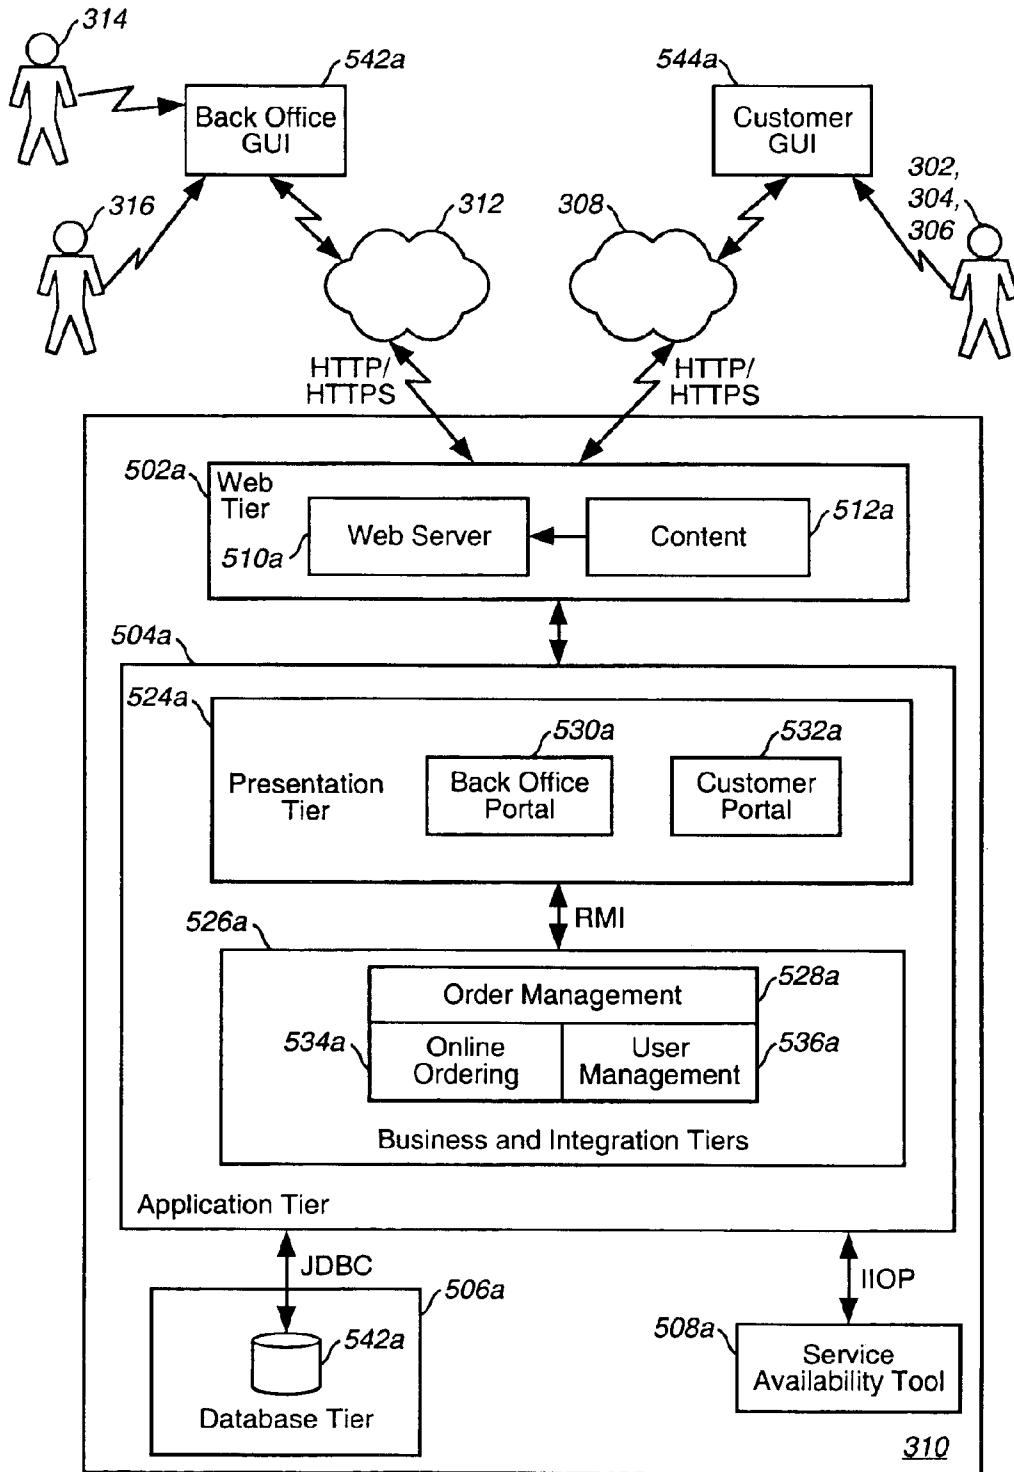 314
542a
544a
Back Office
GUI
Customer
GUI
302,
304,
306
316
312
308
HTTP/
HTTPS
HTTP/
HTTPS
502a
Web
Tier
512a
Web Server
Content
510a
504a
524a
530a
532a
Presentation
Tier
Back Office
Portal
Customer
Portal
526a
RMI
528a
Order Management
534a
Online
Ordering
User
Management
536a
Business and Integration Tiers
Application Tier
JDBC
IIOP
506a
542a
508a
Service
Availability Tool
Database Tier
310